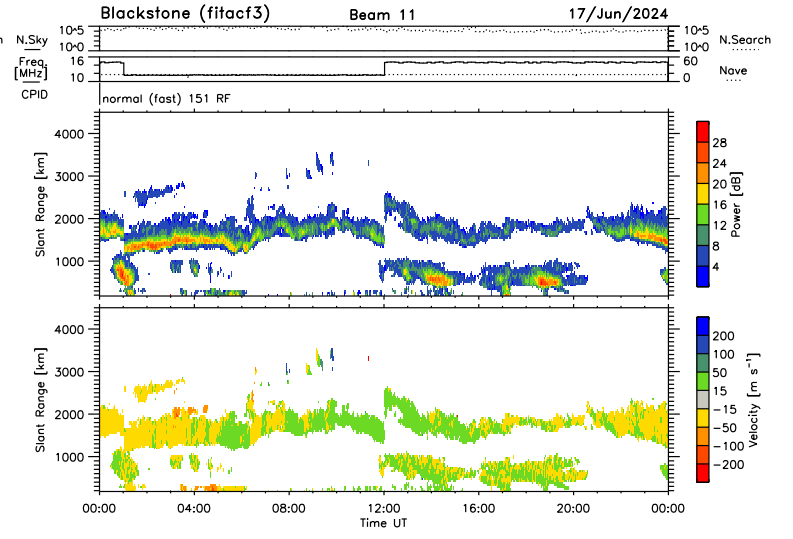 Blackstone (fitacf3) Beam 11 17/Jun/2024
N.Sky 10^5 10^0 10^5 10^0 N.Search
Freq. [MHz] 16 10 60 0 Nave
CPID normal (fast) 151 RF
Slant Range [km] 4000 3000 2000 1000
28 24 20 16 12 8 4 Power [dB]
Slant Range [km] 4000 3000 2000 1000
200 100 50 15 −15 −50 −100 −200 Velocity [m s⁻¹]
00:00 04:00 08:00 12:00 16:00 20:00 00:00
Time UT